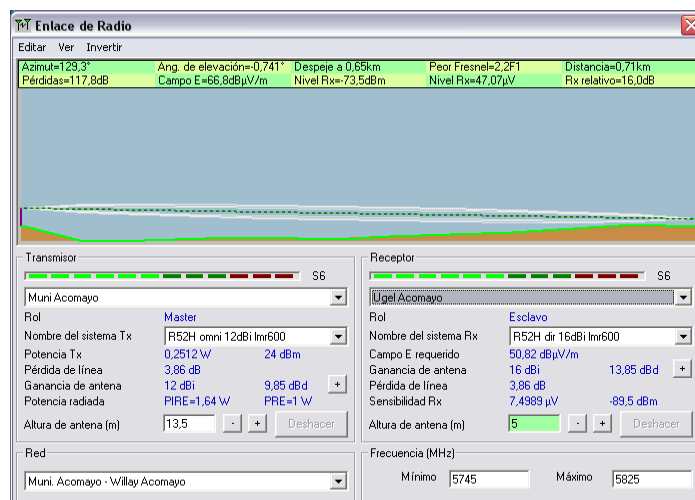 Enlace de Radio
Editar Ver Invertir
Azimut=129,3° Ang. de elevación=-0,741° Despeje a 0,65km Peor Fresnel=2,2F1 Distancia=0,71km
Pérdidas=117,8dB Campo E=66,8dBµV/m Nivel Rx=-73,5dBm Nivel Rx=47,07µV Rx relativo=16,0dB
Transmisor
S6
Muni Acomayo
Rol Master
Nombre del sistema Tx R52H omni 12dBi lmr600
Potencia Tx 0,2512 W 24 dBm
Pérdida de línea 3,86 dB
Ganancia de antena 12 dBi 9,85 dBd +
Potencia radiada PIRE=1,64 W PRE=1 W
Altura de antena (m) 13,5 - + Deshacer
Receptor
S6
Ugel Acomayo
Rol Esclavo
Nombre del sistema Rx R52H dir 16dBi lmr600
Campo E requerido 50,82 dBµV/m
Ganancia de antena 16 dBi 13,85 dBd +
Pérdida de línea 3,86 dB
Sensibilidad Rx 7,4989 µV -89,5 dBm
Altura de antena (m) 5 - + Deshacer
Red
Muni. Acomayo - Willay Acomayo
Frecuencia (MHz)
Mínimo 5745 Máximo 5825